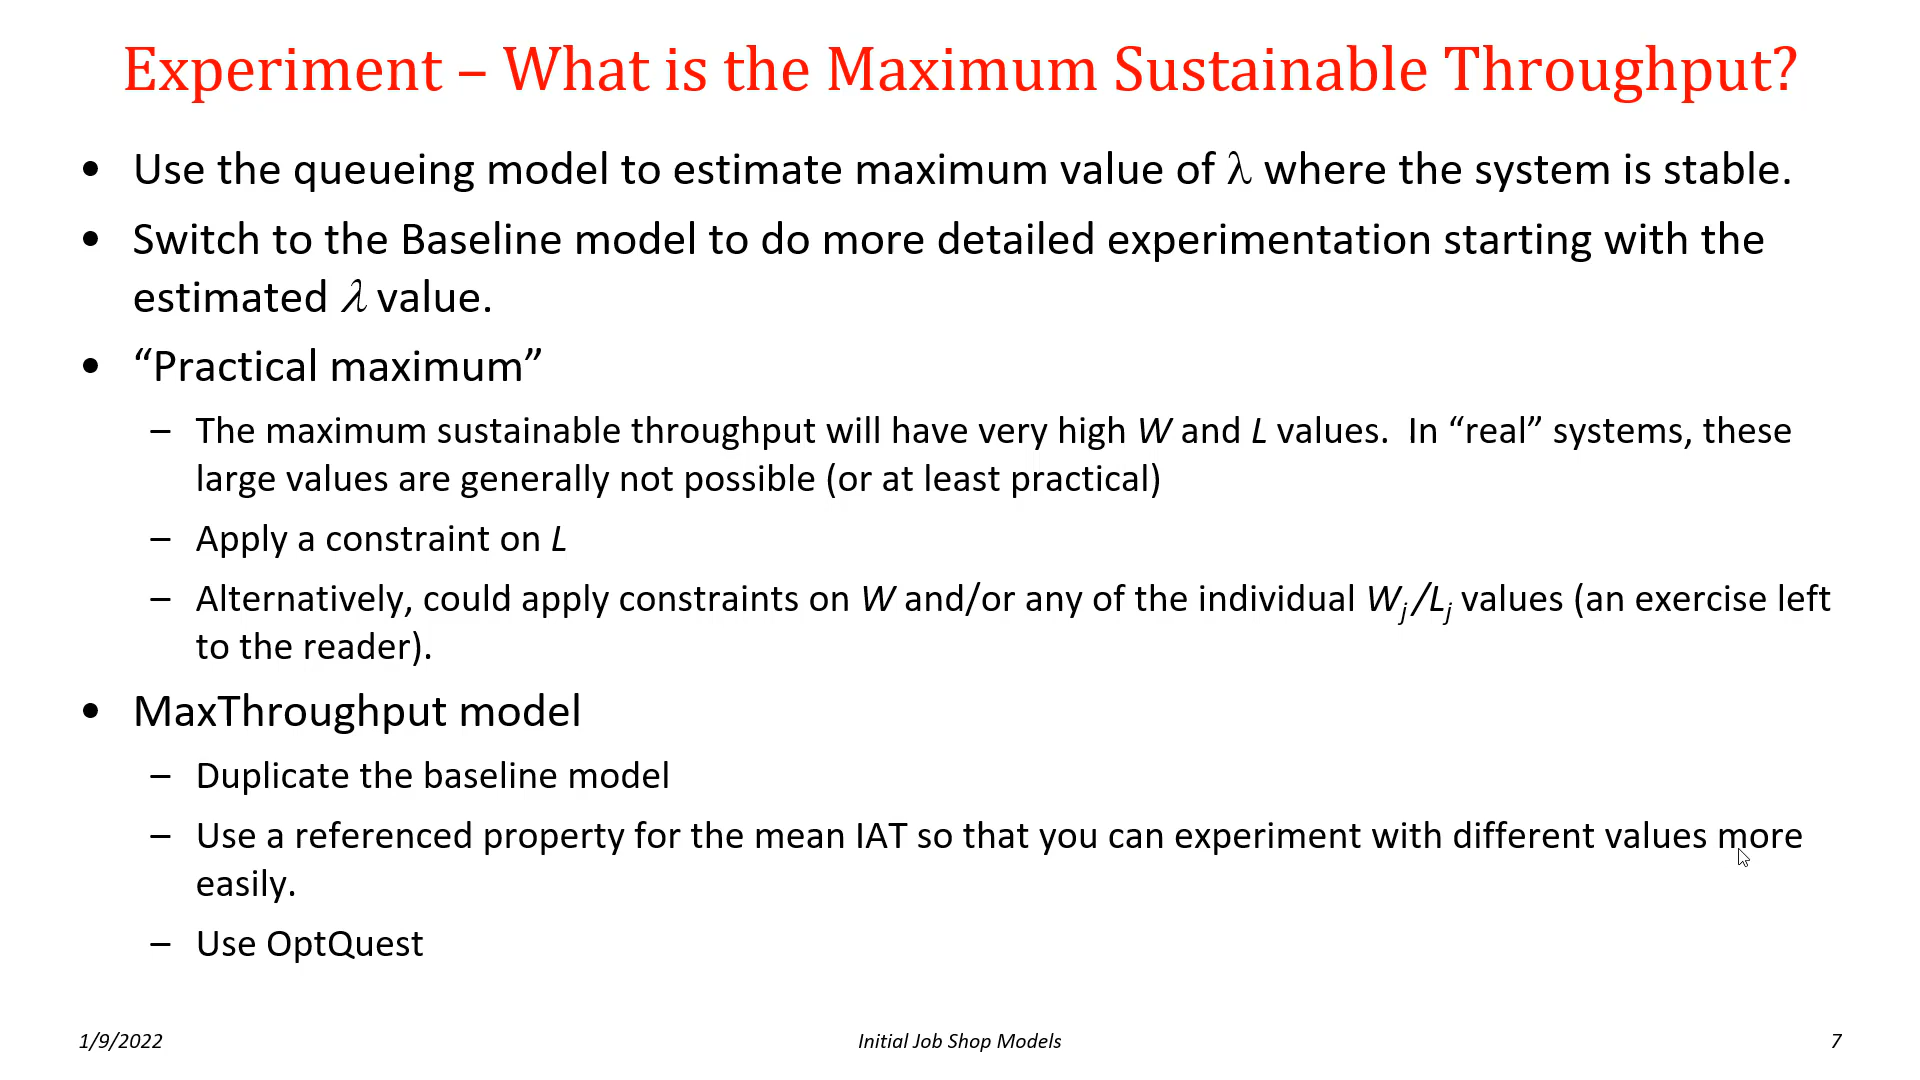 Experiment – What is the Maximum Sustainable Throughput?
• Use the queueing model to estimate maximum value of λ where the system is stable.
• Switch to the Baseline model to do more detailed experimentation starting with the
estimated λ value.
• “Practical maximum”
– The maximum sustainable throughput will have very high W and L values. In “real” systems, these
large values are generally not possible (or at least practical)
– Apply a constraint on L
– Alternatively, could apply constraints on W and/or any of the individual Wj/Lj values (an exercise left
to the reader).
• MaxThroughput model
– Duplicate the baseline model
– Use a referenced property for the mean IAT so that you can experiment with different values more
easily.
– Use OptQuest
1/9/2022
Initial Job Shop Models
7